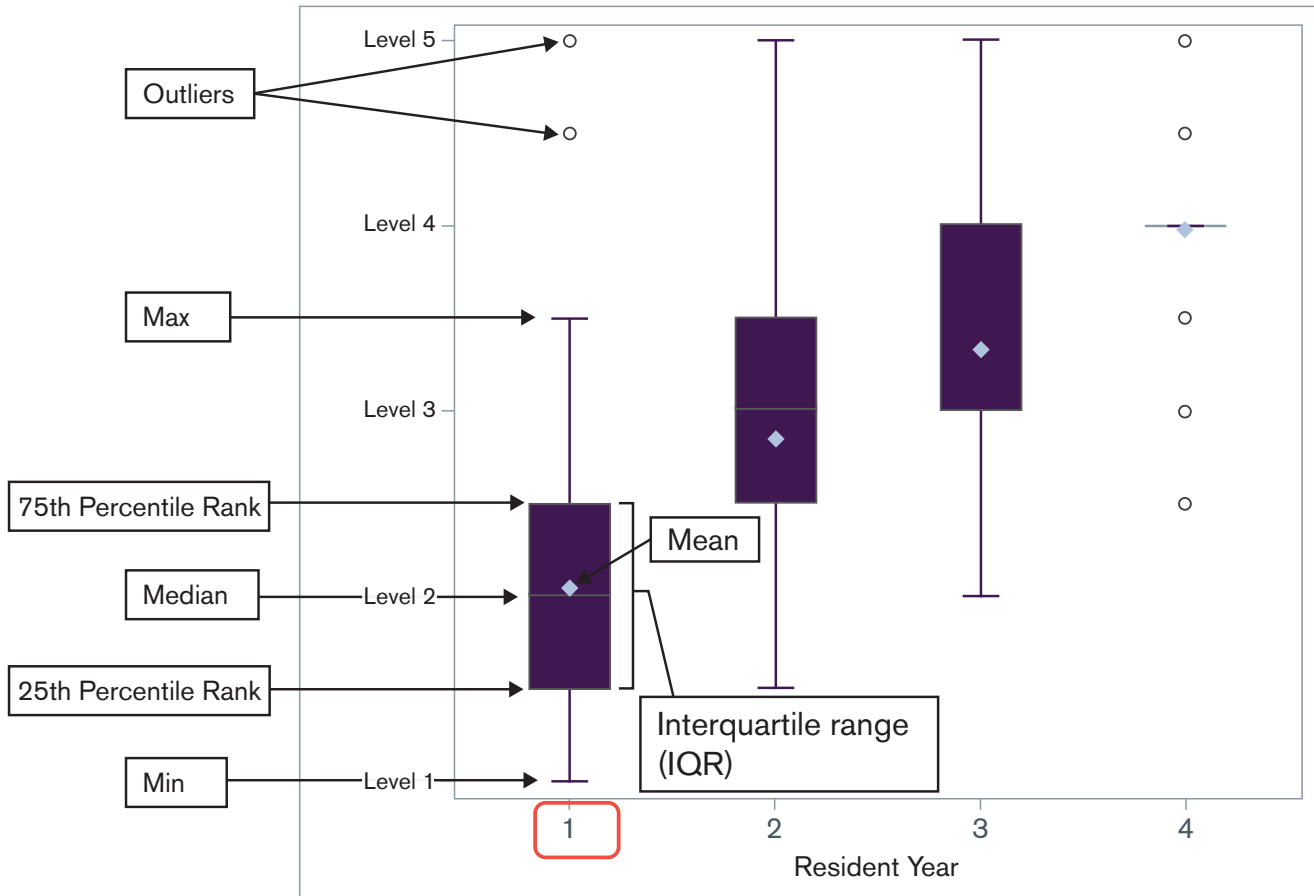 Level 5
Outliers
Level 4
Max
Level 3
75th Percentile Rank
Mean
Median
Level 2
25th Percentile Rank
Interquartile range
(IQR)
Min
Level 1
1
2
3
4
Resident Year